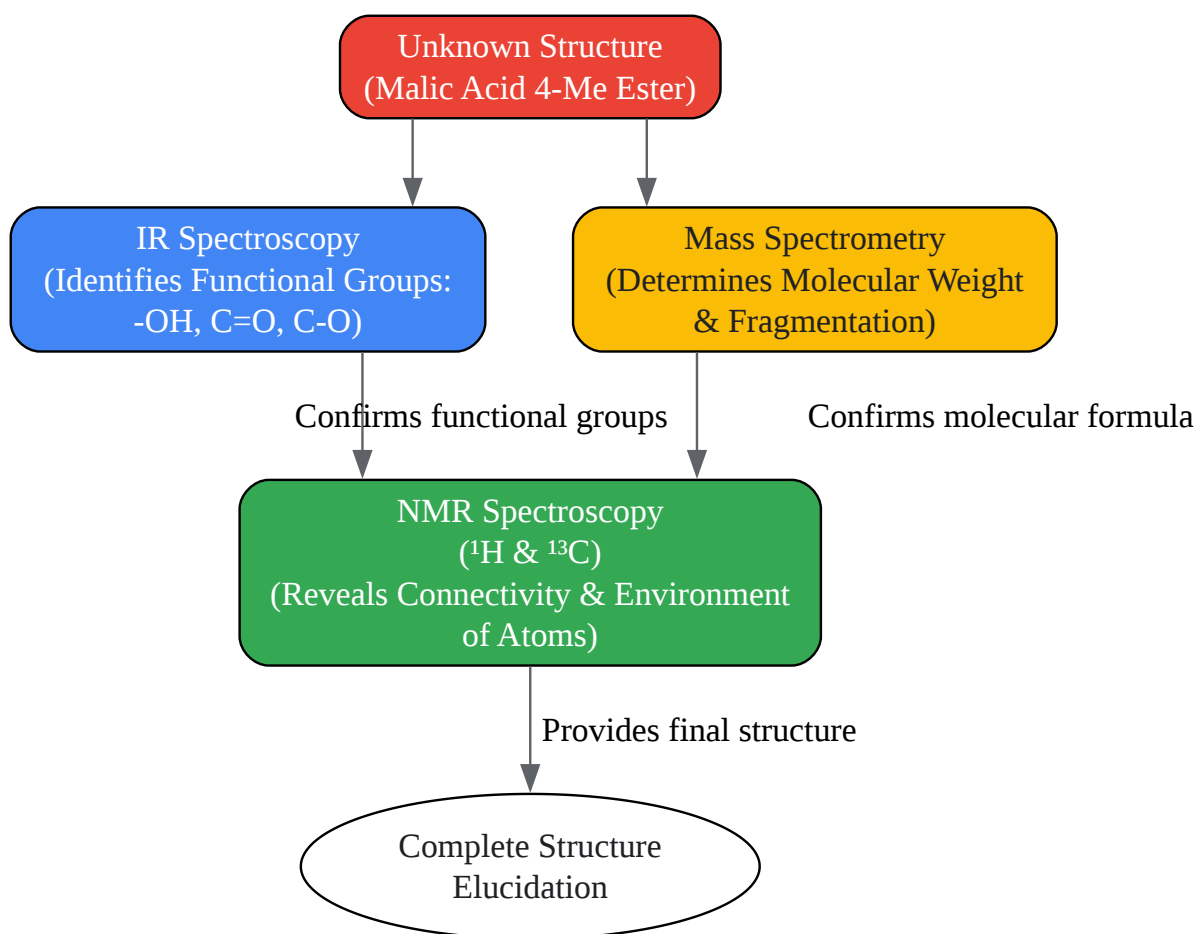 Unknown Structure
(Malic Acid 4-Me Ester)
IR Spectroscopy
(Identifies Functional Groups:
-OH, C=O, C-O)
Mass Spectrometry
(Determines Molecular Weight
& Fragmentation)
Confirms functional groups
Confirms molecular formula
NMR Spectroscopy
(¹H & ¹³C)
(Reveals Connectivity & Environment
of Atoms)
Provides final structure
Complete Structure
Elucidation